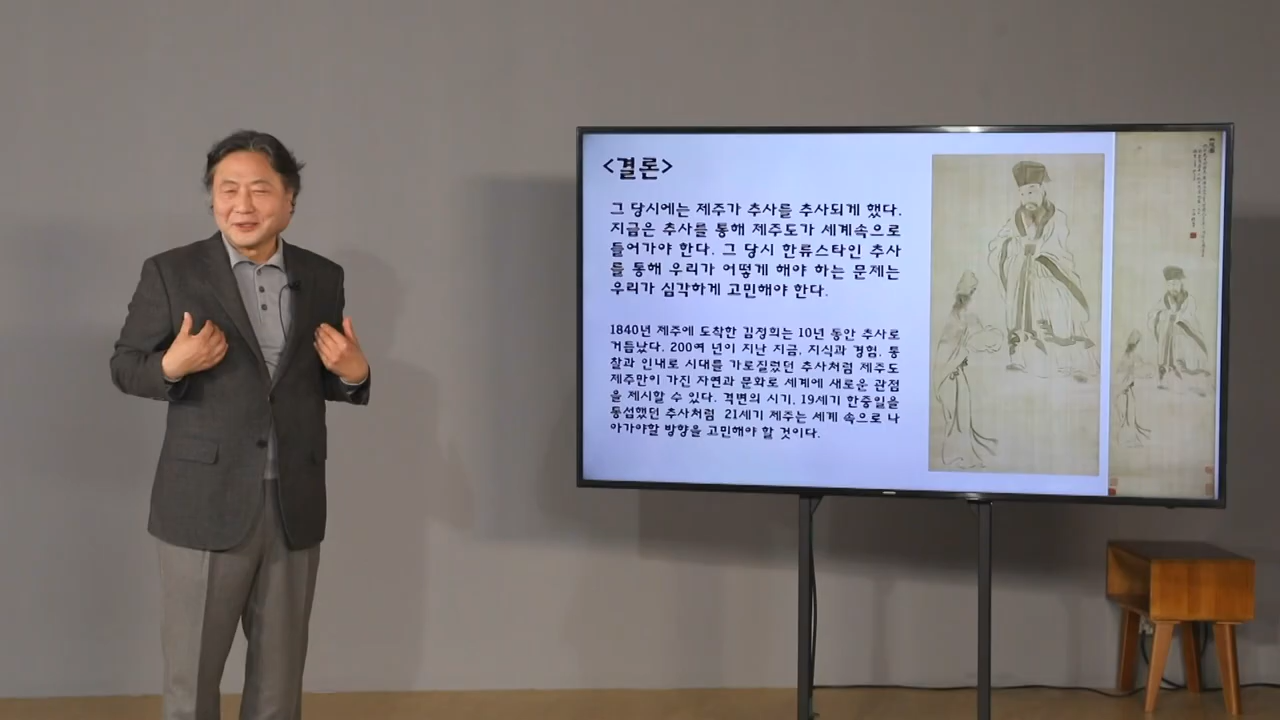 <결론>
그 당시에는 제주가 추사를 추사되게 했다.
지금은 추사를 통해 제주도가 세계속으로
들어가야 한다. 그 당시 한류스타인 추사
를 통해 우리가 어떻게 해야 하는 문제는
우리가 심각하게 고민해야 한다.
1840년 제주에 도착한 김정희는 10년 동안 추사로
거듭났다. 200여 년이 지난 지금, 지식과 경험, 통
찰과 인내로 시대를 가로질렀던 추사처럼 제주도
제주만이 가진 자연과 문화로 세계에 새로운 관점
을 제시할 수 있다. 격변의 시기, 19세기 한중일을
통섭했던 추사처럼 21세기 제주는 세계 속으로 나
아가야할 방향을 고민해야 할 것이다.